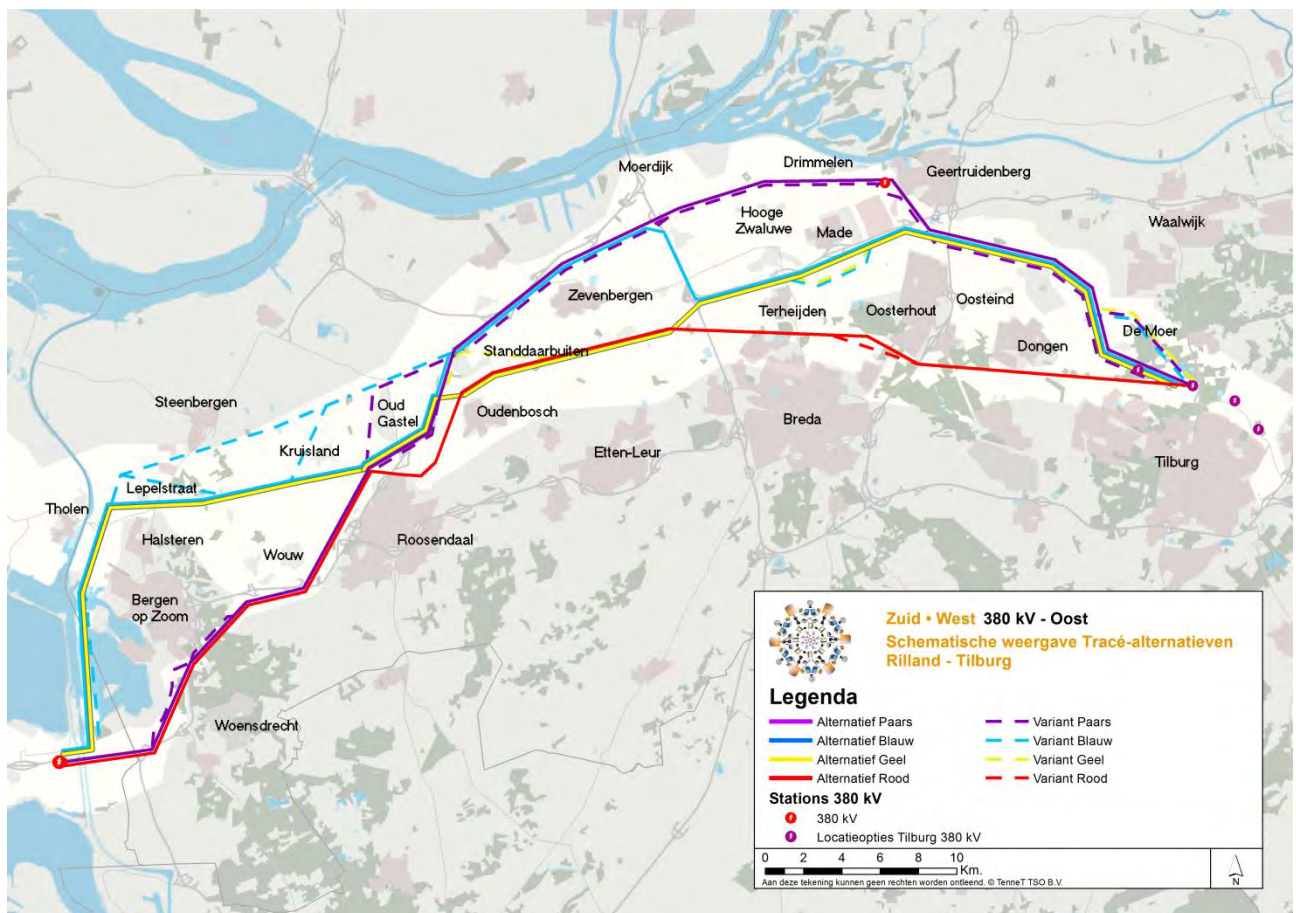 Moerdijk
Drimmelen
Geertruidenberg
Hooge
Zwaluwe
Made
Waalwijk
Zevenbergen
Terheijden
Oosterhout
Oosteind
De Moer
Standdaarbuiten
Dongen
Steenbergen
Oud
Gastel
Oudenbosch
Breda
Kruisland
Etten-Leur
Tilburg
Lepelstraat
Tholen
Halsteren
Wouw
Roosendaal
Bergen
op Zoom
Woensdrecht
Zuid • West 380 kV - Oost
Schematische weergave Tracé-alternatieven
Rilland - Tilburg
Legenda
Alternatief Paars
Variant Paars
Alternatief Blauw
Variant Blauw
Alternatief Geel
Variant Geel
Alternatief Rood
Variant Rood
Stations 380 kV
380 kV
Locatieopties Tilburg 380 kV
0 2 4 6 8 10
Km.
Aan deze tekening kunnen geen rechten worden ontleend. © TenneT TSO B.V.
N